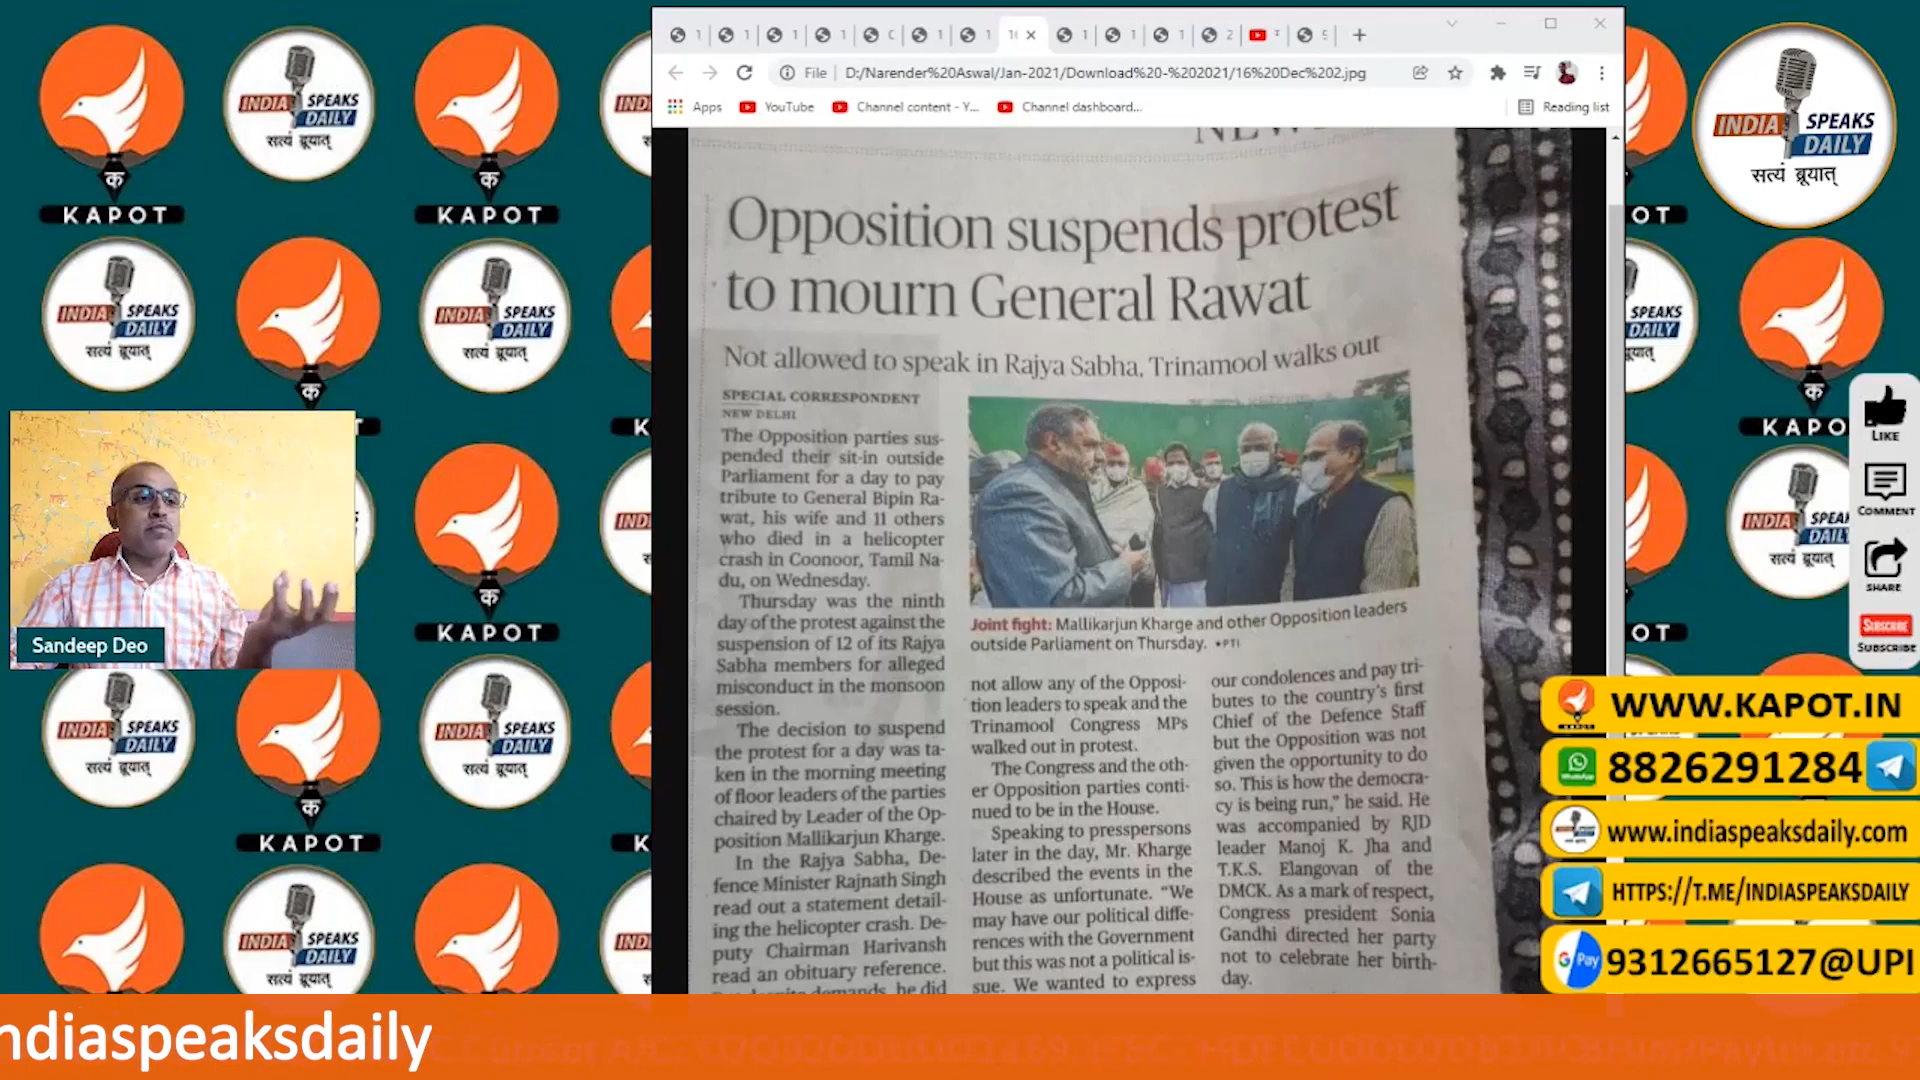 File
D:/Narender%20Aswal/Jan-2021/Download%20-%202021/16%20Dec%202.jpg
Apps
YouTube
Channel content - Y...
Channel dashboard...
Reading list
Opposition suspends protest
to mourn General Rawat
Not allowed to speak in Rajya Sabha, Trinamool walks out
SPECIAL CORRESPONDENT
NEW DELHI
The Opposition parties sus-
pended their sit-in outside
Parliament for a day to pay
tribute to General Bipin Ra-
wat, his wife and 11 others
who died in a helicopter
crash in Coonoor, Tamil Na-
du, on Wednesday.
Thursday was the ninth
day of the protest against the
suspension of 12 of its Rajya
Sabha members for alleged
misconduct in the monsoon
session.
The decision to suspend
the protest for a day was ta-
ken in the morning meeting
of floor leaders of the parties
chaired by Leader of the Op-
position Mallikarjun Kharge.
In the Rajya Sabha, De-
fence Minister Rajnath Singh
read out a statement detail-
ing the helicopter crash. De-
puty Chairman Harivansh
read an obituary reference.
demands, he did
Joint fight: Mallikarjun Kharge and other Opposition leaders
outside Parliament on Thursday. •PTI
not allow any of the Opposi-
tion leaders to speak and the
Trinamool Congress MPs
walked out in protest.
The Congress and the oth-
er Opposition parties conti-
nued to be in the House.
Speaking to presspersons
later in the day, Mr. Kharge
described the events in the
House as unfortunate. “We
may have our political diffe-
rences with the Government
but this was not a political is-
sue. We wanted to express
our condolences and pay tri-
butes to the country's first
Chief of the Defence Staff
but the Opposition was not
given the opportunity to do
so. This is how the democra-
cy is being run,” he said. He
was accompanied by RJD
leader Manoj K. Jha and
T.K.S. Elangovan of the
DMCK. As a mark of respect,
Congress president Sonia
Gandhi directed her party
not to celebrate her birth-
day.
Sandeep Deo
क
KAPOT
INDIA SPEAKS
DAILY
सत्यं ब्रूयात्
LIKE
COMMENT
SHARE
SUBSCRIBE
SUBSCRIBE
WWW.KAPOT.IN
8826291284
www.indiaspeaksdaily.com
HTTPS://T.ME/INDIASPEAKSDAILY
G Pay
9312665127@UPI
ndiaspeaksdaily